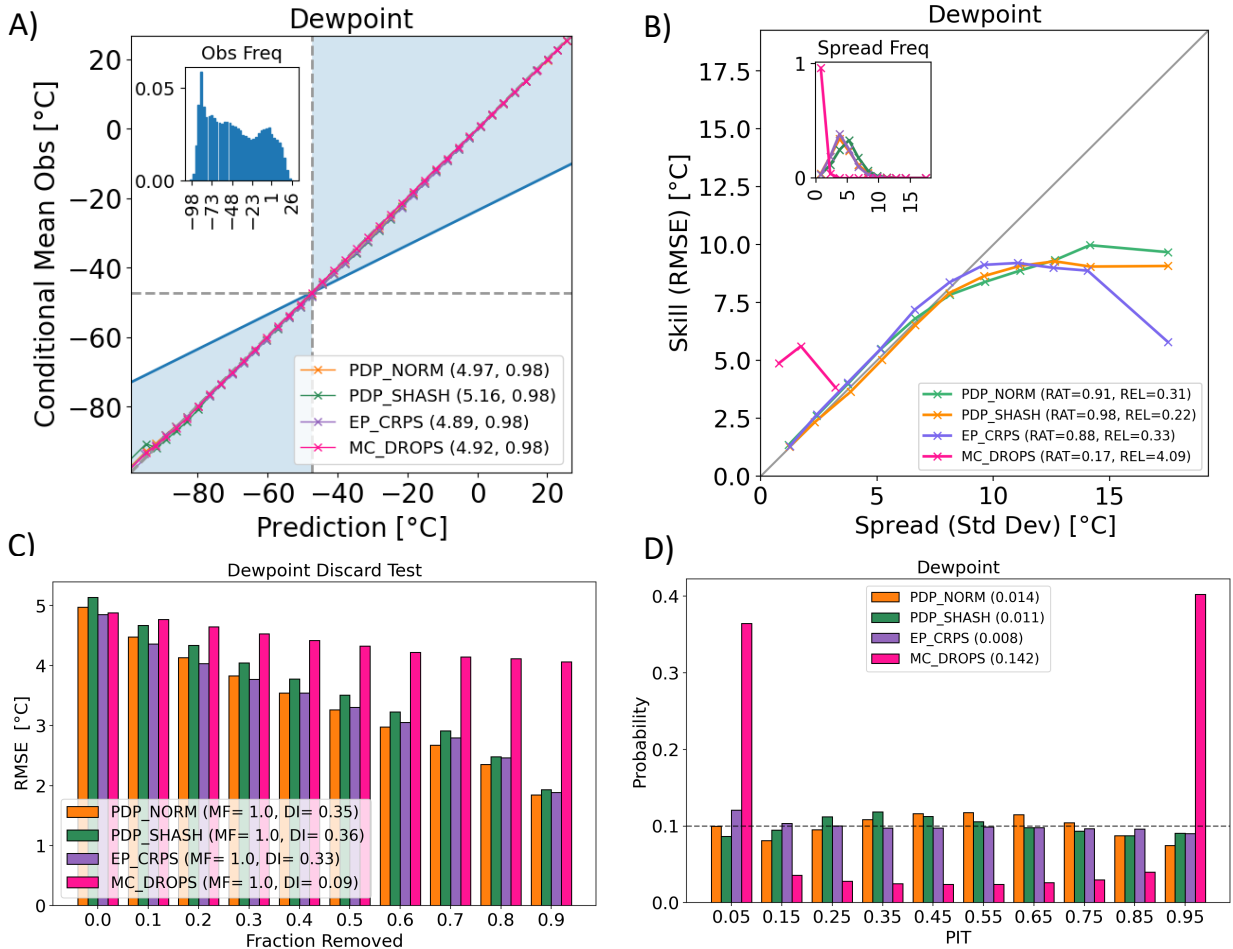 A)
Dewpoint
Conditional Mean Obs [°C]
20
0
−20
−40
−60
−80
Obs Freq
0.05
0.00
−98
−73
−48
−23
1
26
PDP_NORM (4.97, 0.98)
PDP_SHASH (5.16, 0.98)
EP_CRPS (4.89, 0.98)
MC_DROPS (4.92, 0.98)
−80 −60 −40 −20 0 20
Prediction [°C]
B)
Dewpoint
Skill (RMSE) [°C]
17.5
15.0
12.5
10.0
7.5
5.0
2.5
0.0
Spread Freq
1
0
0
5
10
15
PDP_NORM (RAT=0.91, REL=0.31)
PDP_SHASH (RAT=0.98, REL=0.22)
EP_CRPS (RAT=0.88, REL=0.33)
MC_DROPS (RAT=0.17, REL=4.09)
0 5 10 15
Spread (Std Dev) [°C]
C)
Dewpoint Discard Test
RMSE [°C]
5
4
3
2
1
0
PDP_NORM (MF= 1.0, DI= 0.35)
PDP_SHASH (MF= 1.0, DI= 0.36)
EP_CRPS (MF= 1.0, DI= 0.33)
MC_DROPS (MF= 1.0, DI= 0.09)
0.0 0.1 0.2 0.3 0.4 0.5 0.6 0.7 0.8 0.9
Fraction Removed
D)
Dewpoint
Probability
0.4
0.3
0.2
0.1
0.0
PDP_NORM (0.014)
PDP_SHASH (0.011)
EP_CRPS (0.008)
MC_DROPS (0.142)
0.05 0.15 0.25 0.35 0.45 0.55 0.65 0.75 0.85 0.95
PIT